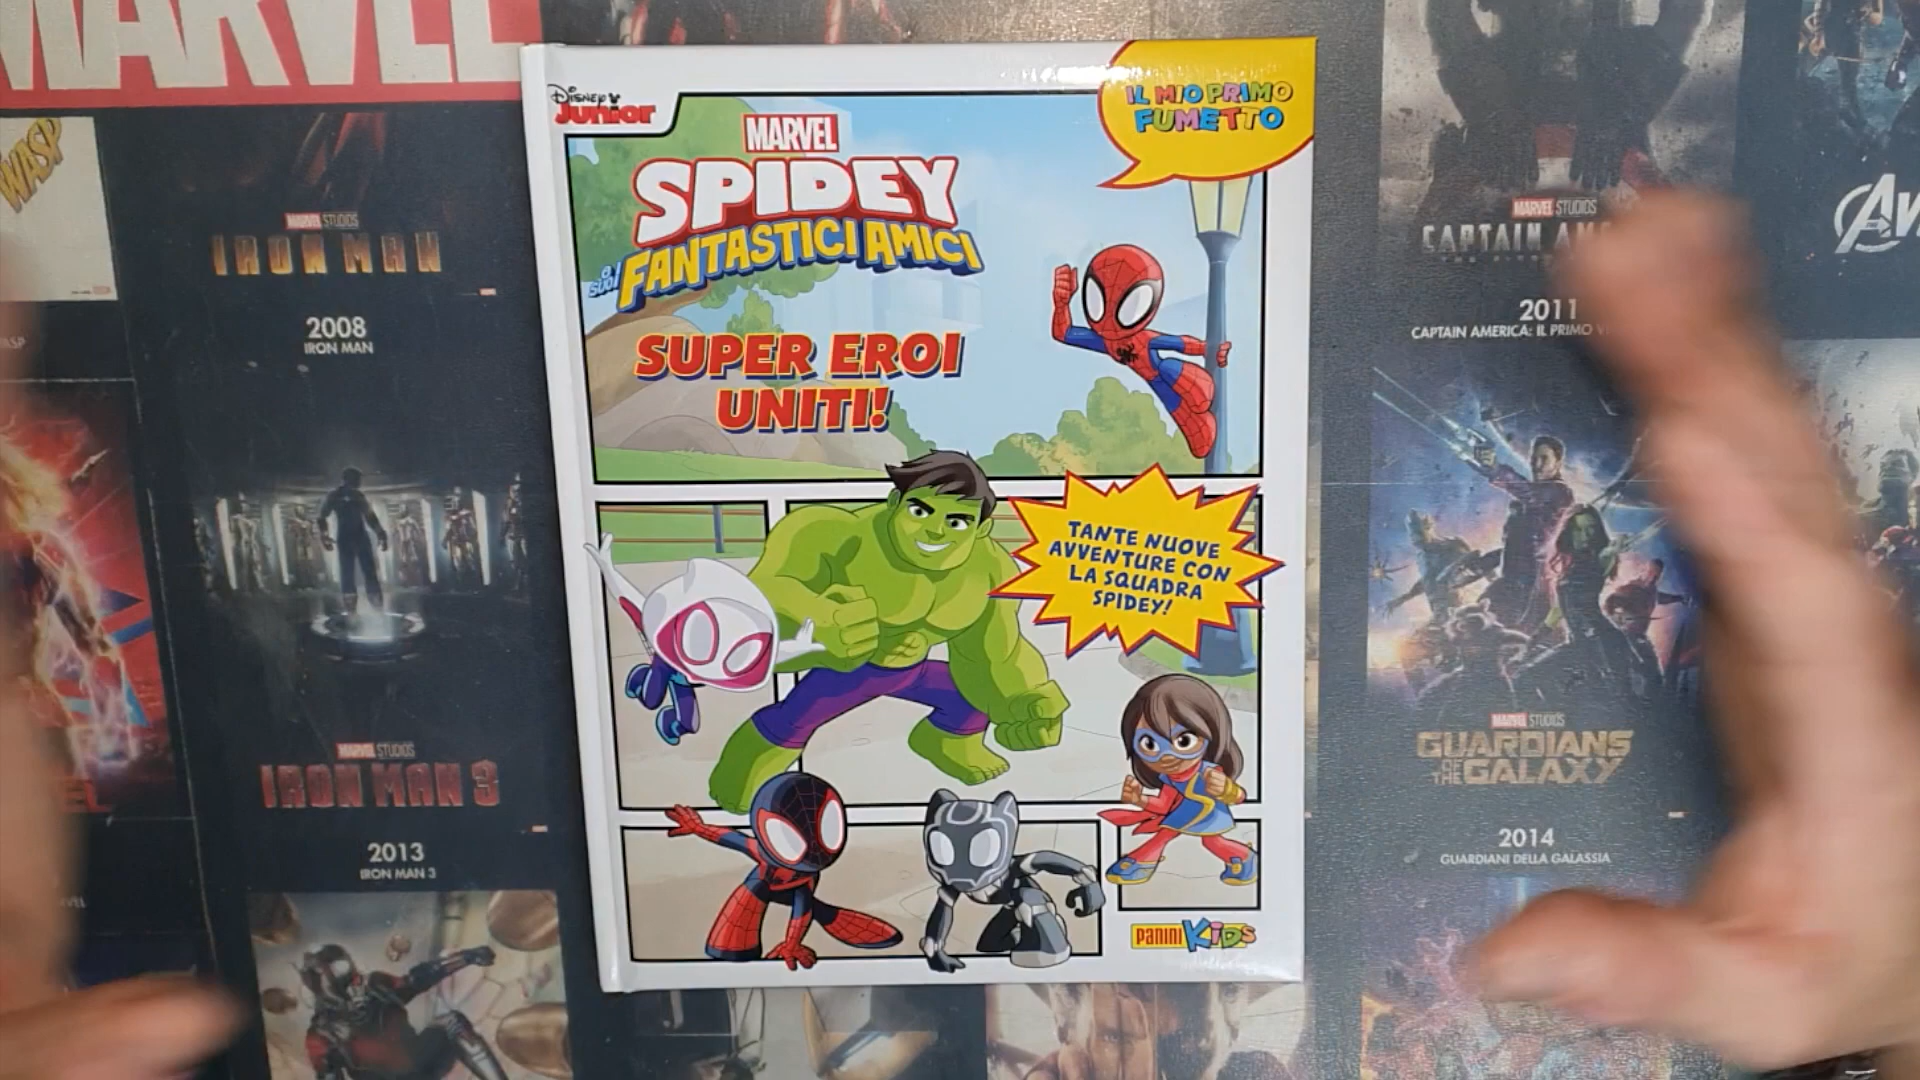 MARVEL
WASP
MARVEL STUDIOS
IRON MAN
2008
IRON MAN
MARVEL STUDIOS
IRON MAN 3
2013
IRON MAN 3
DISNEY
JUNIOR
IL MIO PRIMO
FUMETTO
MARVEL
SPIDEY
E I SUOI
FANTASTICI AMICI
SUPER EROI
UNITI!
TANTE NUOVE
AVVENTURE CON
LA SQUADRA
SPIDEY!
PANINI KIDS
MARVEL STUDIOS
CAPTAIN AM
2011
CAPTAIN AMERICA: IL PRIMO V
MARVEL STUDIOS
GUARDIANS
OF THE GALAXY
2014
GUARDIANI DELLA GALASSIA
AV